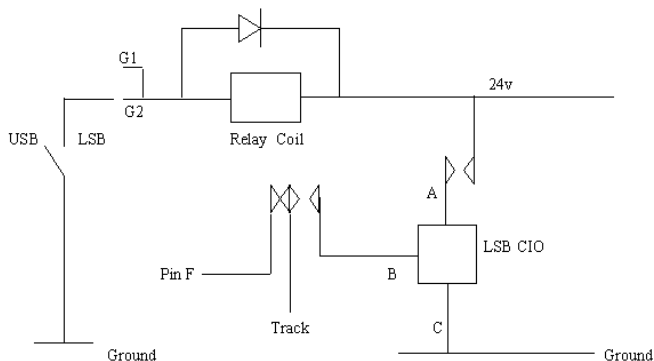 G1
24v
G2
USB
LSB
Relay Coil
A
LSB CIO
Pin F
B
Track
C
Ground
Ground